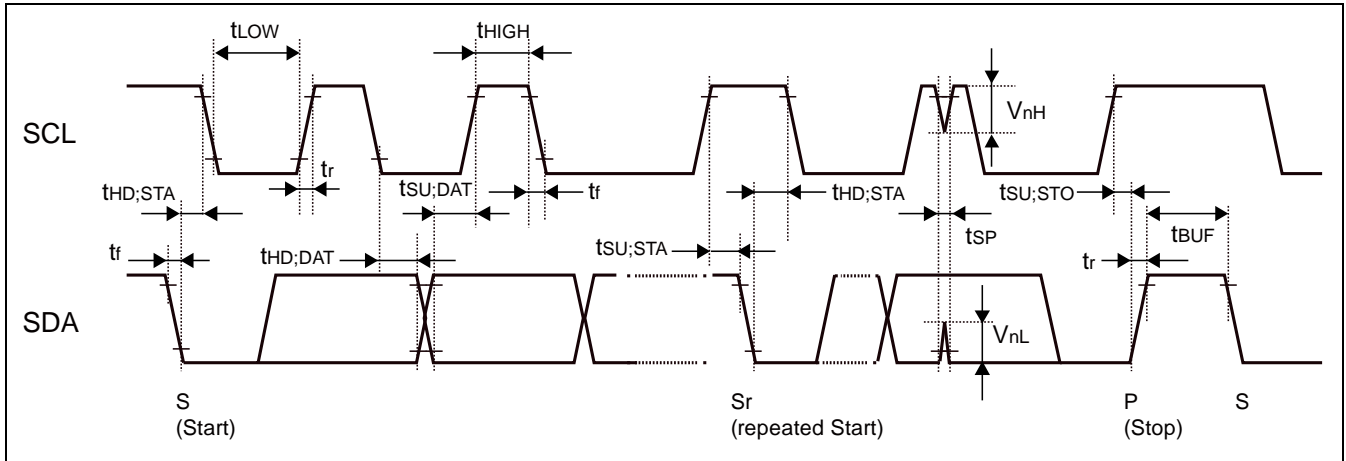 tLOW
tHIGH
SCL
VnH
tr
tHD;STA
tSU;DAT
tf
tHD;STA
tSU;STO
tSP
tBUF
tf
tHD;DAT
tSU;STA
tr
SDA
VnL
S
(Start)
Sr
(repeated Start)
P
(Stop)
S